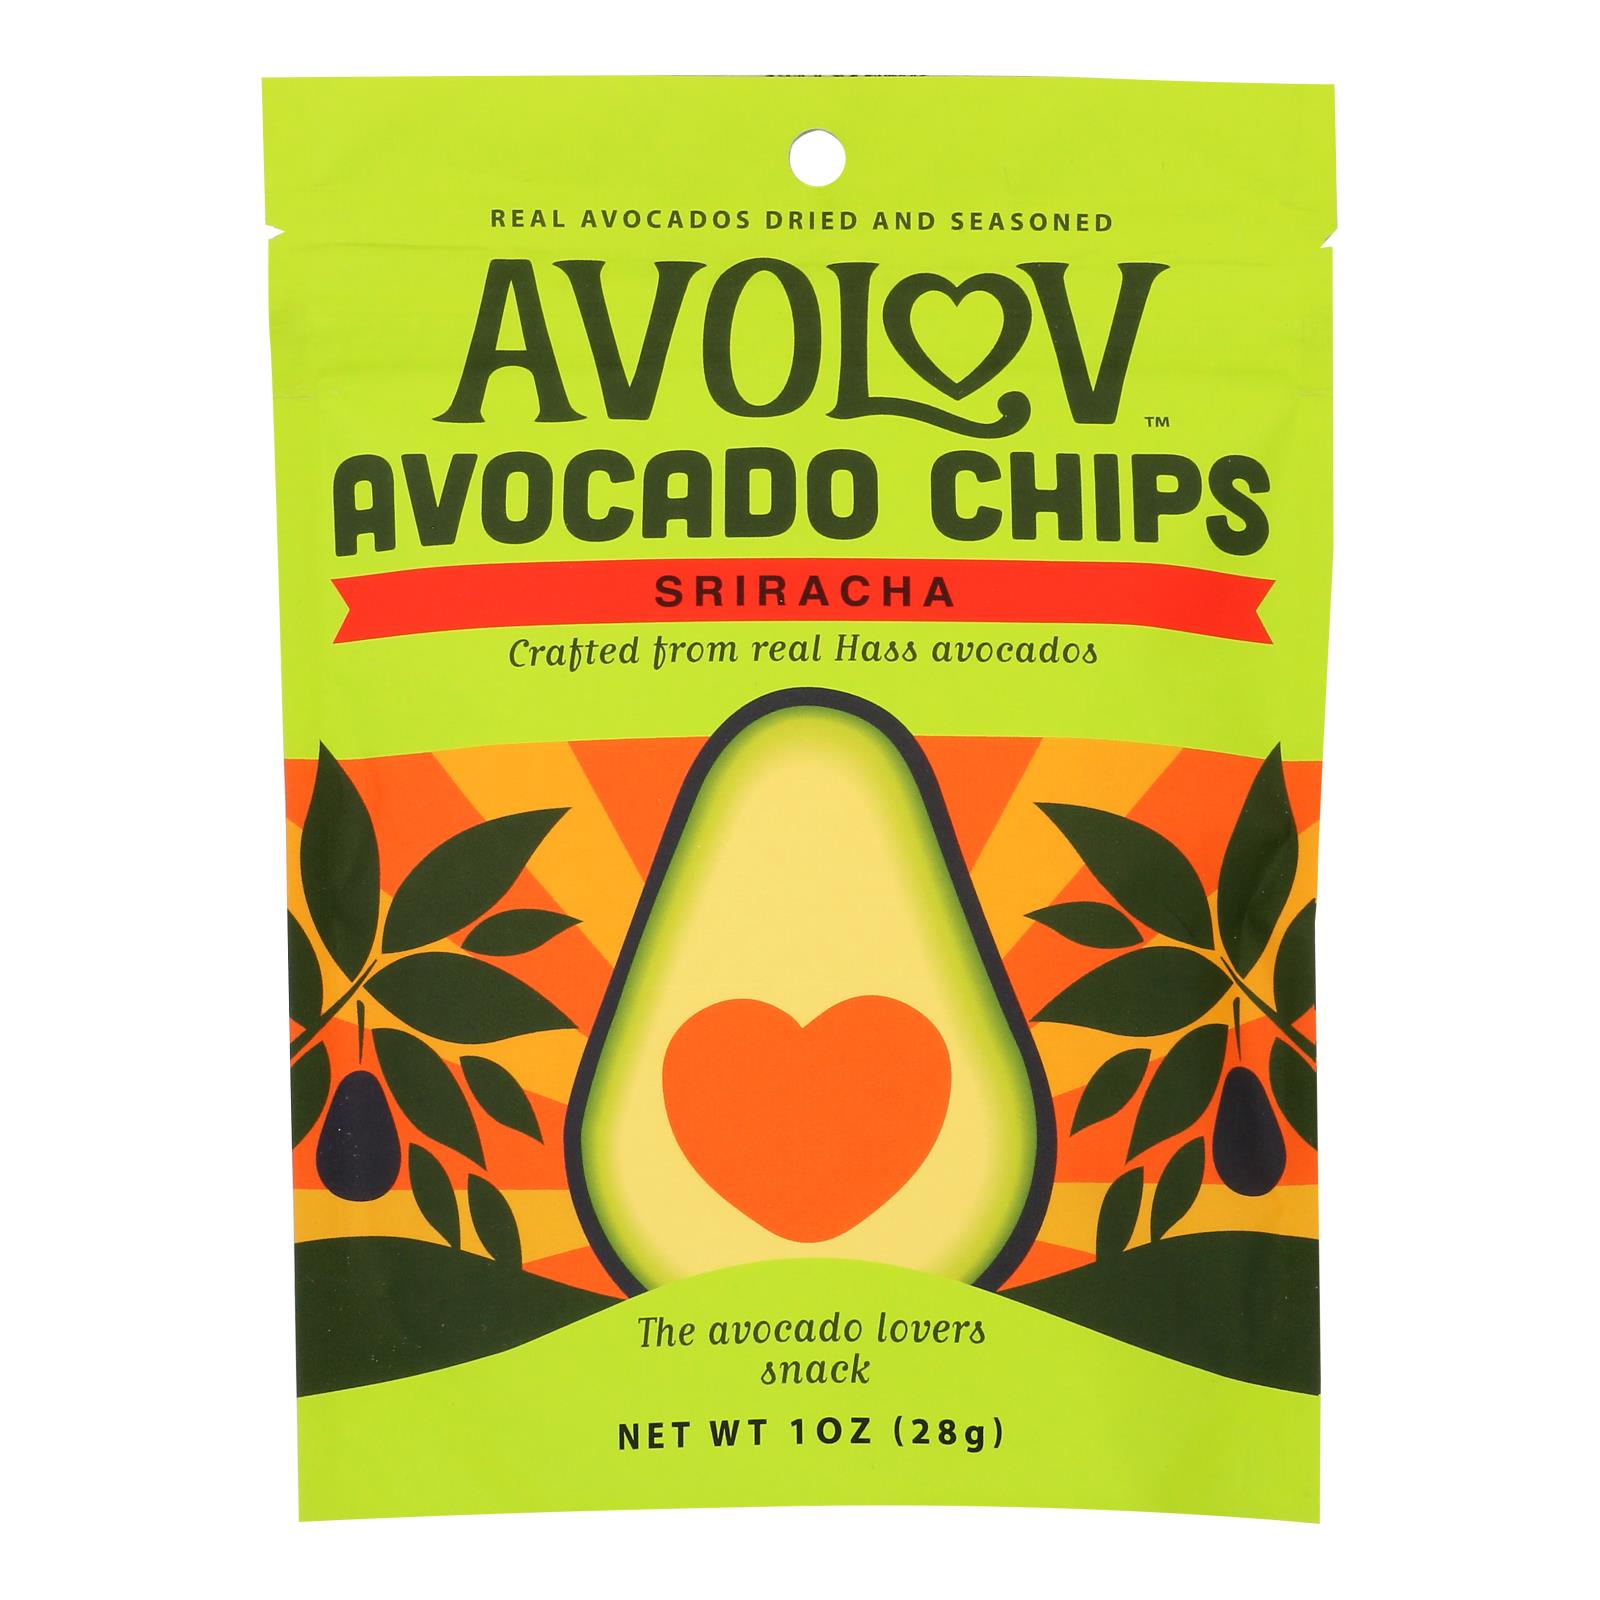 REAL AVOCADOS DRIED AND SEASONED
AVOLOV™
AVOCADO CHIPS
SRIRACHA
Crafted from real Hass avocados
The avocado lovers
snack
NET WT 1OZ (28g)